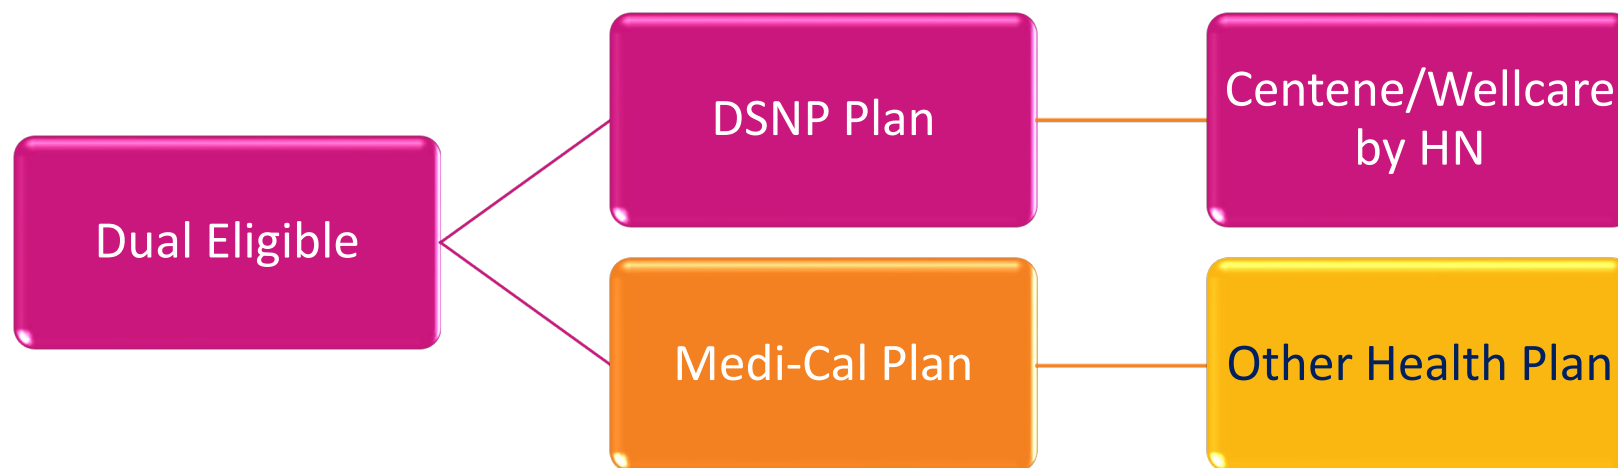 Dual Eligible
DSNP Plan
Centene/Wellcare
by HN
Medi-Cal Plan
Other Health Plan